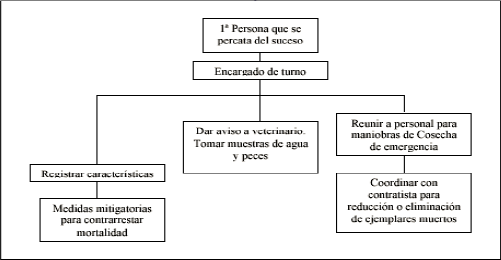 1ª Persona que se
percata del suceso
Encargado de turno
Dar aviso a veterinario.
Tomar muestras de agua
y peces
Reunir a personal para
maniobras de Cosecha
de emergencia
Registrar características
Medidas mitigatorias
para contrarrestar
mortalidad
Coordinar con
contratista para
reducción o eliminación
de ejemplares muertos